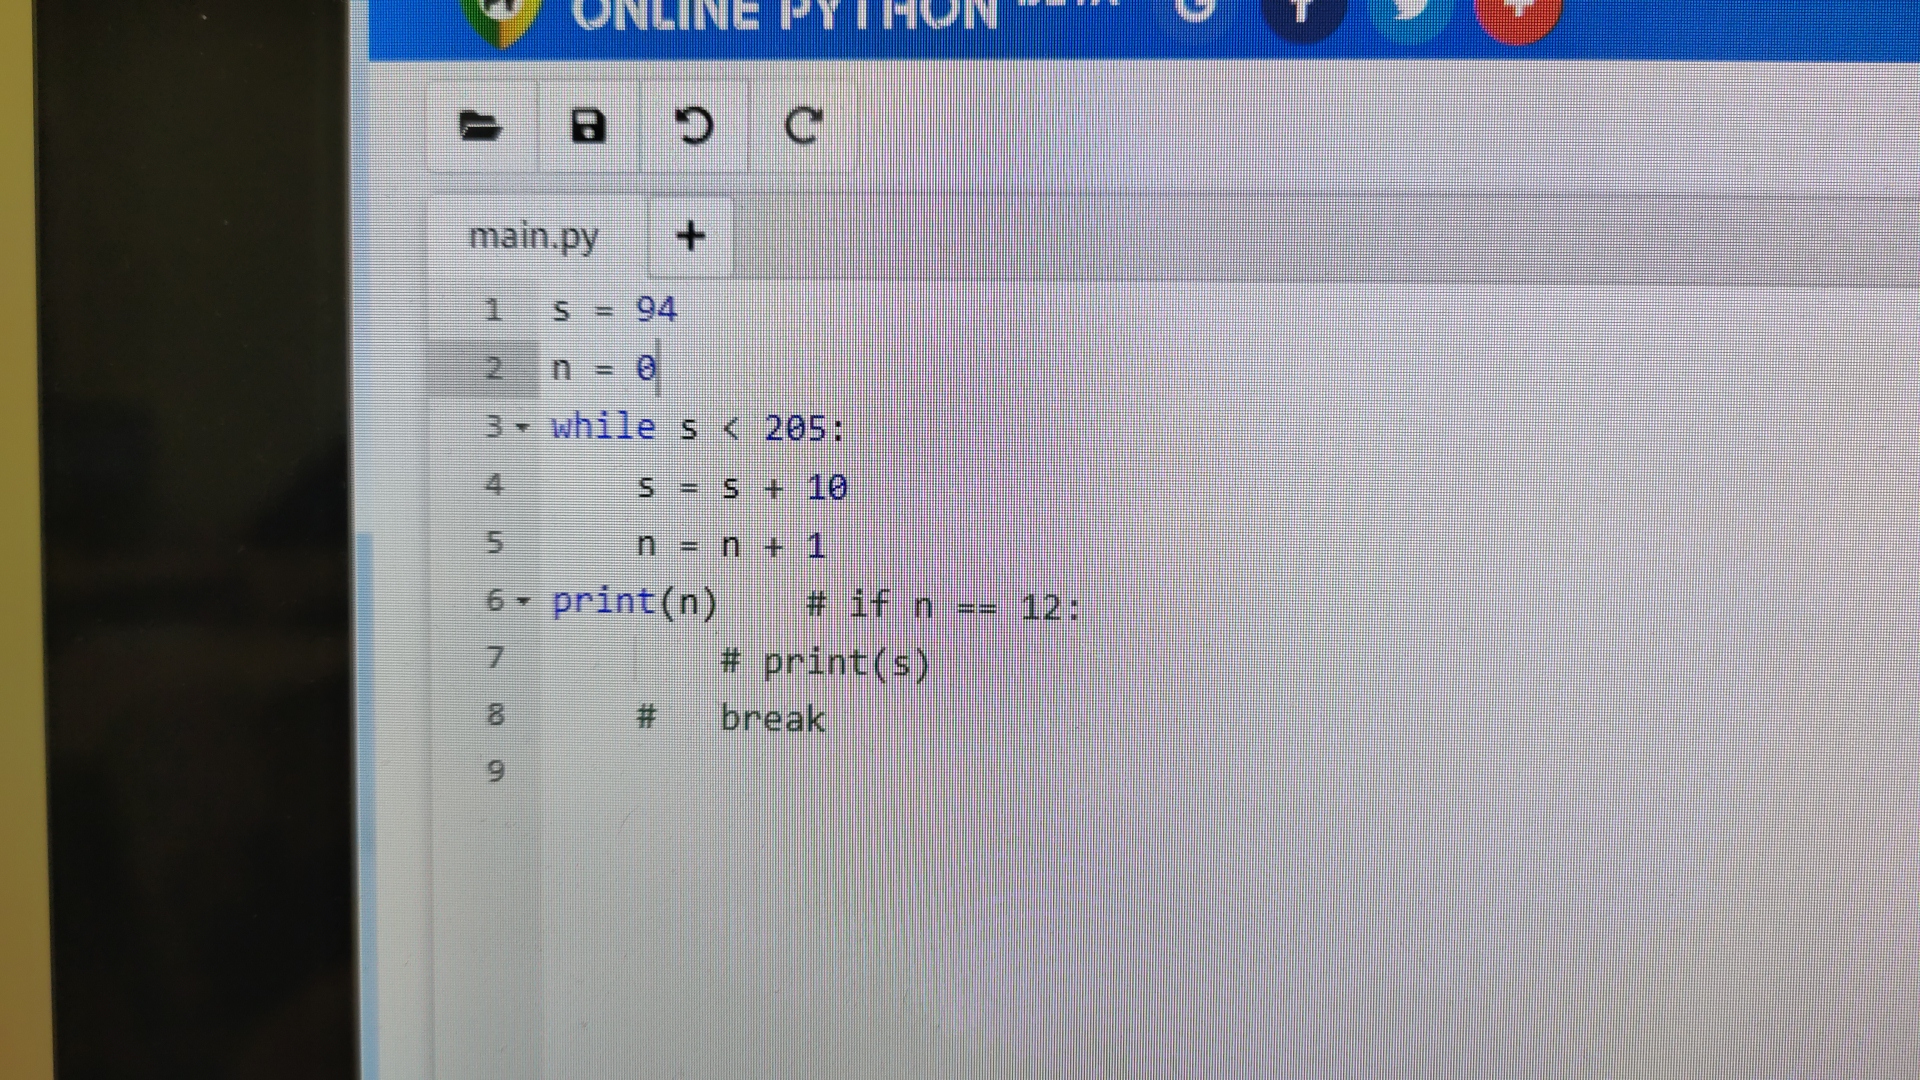 ONLINE PYTHON BETA
main.py +
1 s = 94
2 n = 0
3 while s < 205:
4     s = s + 10
5     n = n + 1
6 print(n)    # if n == 12:
7         # print(s)
8     #   break
9